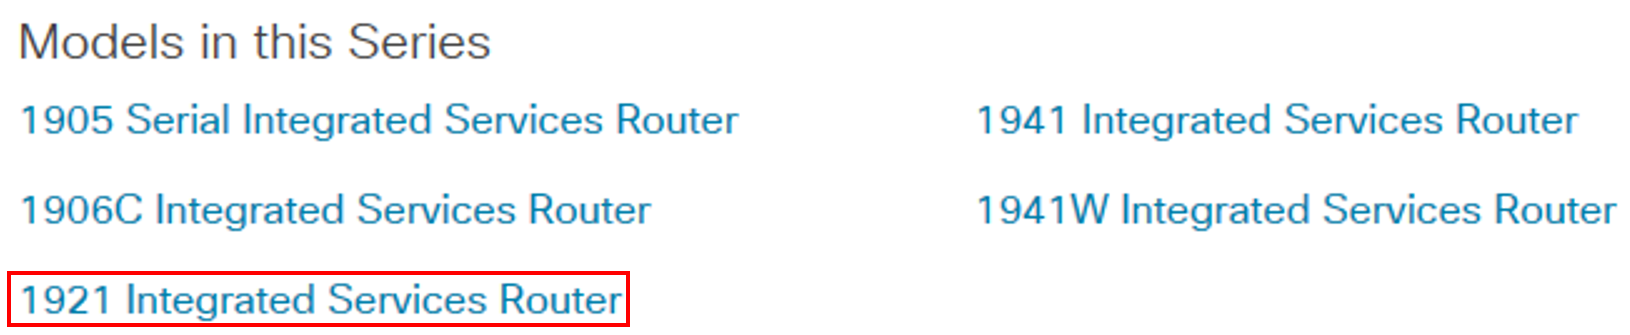 Models in this Series
1905 Serial Integrated Services Router
1941 Integrated Services Router
1906C Integrated Services Router
1941W Integrated Services Router
1921 Integrated Services Router